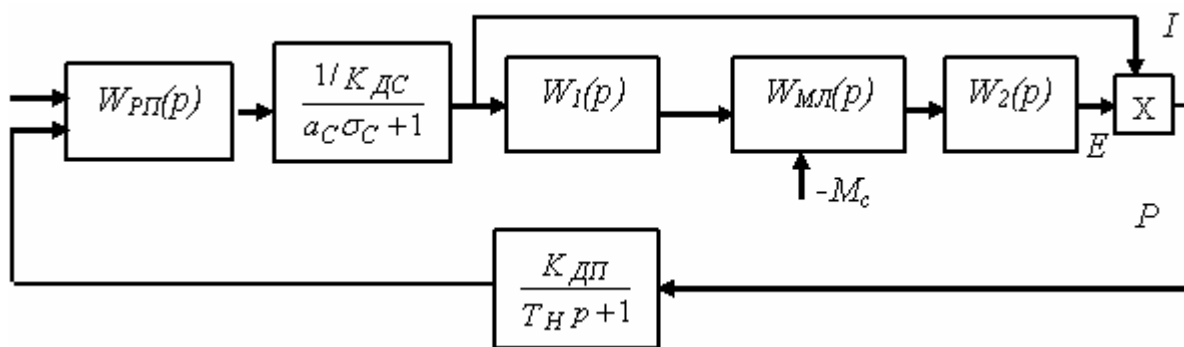 I
W_РП(p)
1/K_ДС
a_C σ_C + 1
W_1(p)
W_МЛ(p)
W_2(p)
X
E
-M_c
P
K_ДП
T_H p + 1